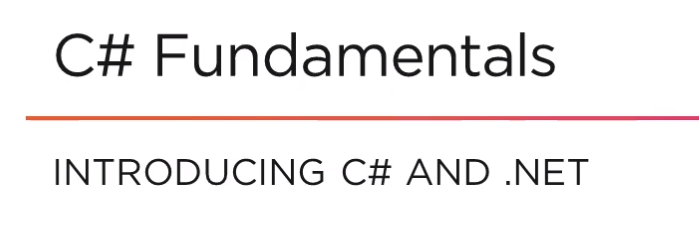 C# Fundamentals
INTRODUCING C# AND .NET